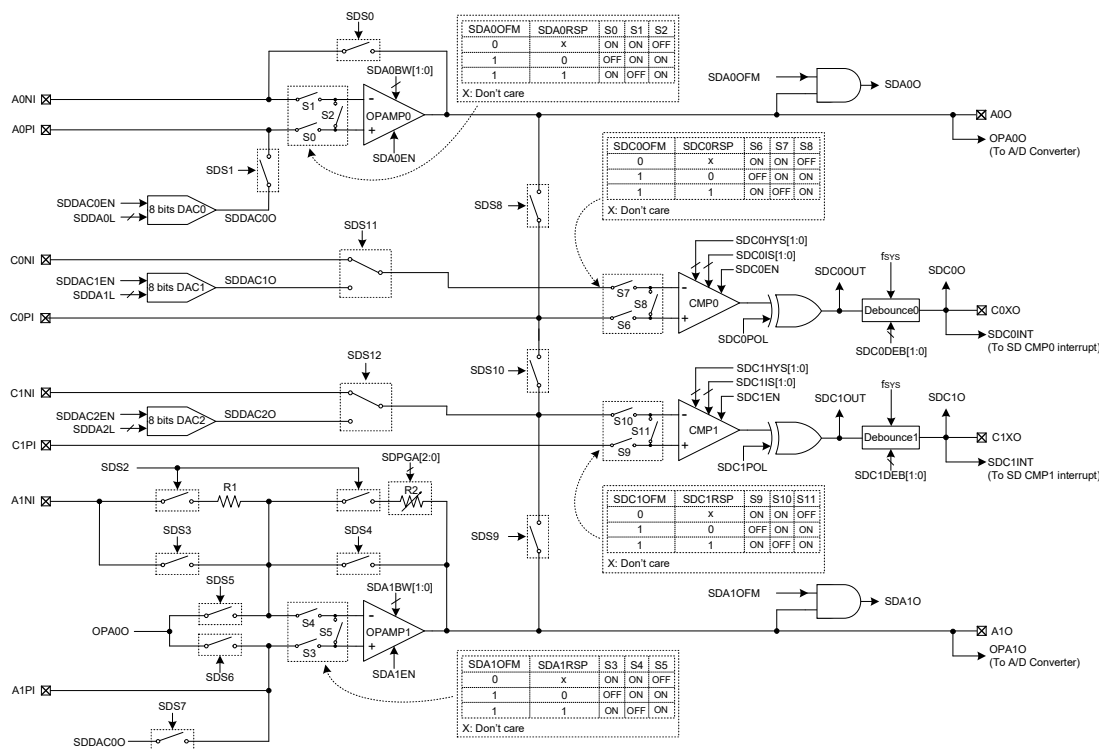 SDS0
SDA0OFM SDA0RSP S0 S1 S2
0 x ON ON OFF
1 0 OFF ON ON
1 1 ON OFF ON
X: Don't care
SDA0BW[1:0]
A0NI
S1
S2
OPAMP0
A0PI
S0
SDA0EN
SDA0OFM
SDA0O
A0O
OPA0O
(To A/D Converter)
SDS1
SDDAC0EN
SDDA0L
8 bits DAC0
SDDAC0O
SDS8
SDC0OFM SDC0RSP S6 S7 S8
0 x ON ON OFF
1 0 OFF ON ON
1 1 ON OFF ON
X: Don't care
SDS11
C0NI
SDDAC1EN
SDDA1L
8 bits DAC1
SDDAC1O
C0PI
SDC0HYS[1:0]
SDC0IS[1:0]
SDC0EN
S7
S8
S6
CMP0
SDC0POL
SDC0OUT
fSYS
Debounce0
SDC0DEB[1:0]
SDC0O
C0XO
SDC0INT
(To SD CMP0 interrupt)
SDS10
SDS12
C1NI
SDDAC2EN
SDDA2L
8 bits DAC2
SDDAC2O
C1PI
SDC1HYS[1:0]
SDC1IS[1:0]
SDC1EN
S10
S11
S9
CMP1
SDC1POL
SDC1OUT
fSYS
Debounce1
SDC1DEB[1:0]
SDC1O
C1XO
SDC1INT
(To SD CMP1 interrupt)
SDS2
SDPGA[2:0]
A1NI
R1
R2
SDS3
SDS4
SDS9
SDC1OFM SDC1RSP S9 S10 S11
0 x ON ON OFF
1 0 OFF ON ON
1 1 ON OFF ON
X: Don't care
SDS5
OPA0O
SDS6
SDA1BW[1:0]
S4
S5
S3
OPAMP1
SDA1EN
SDA1OFM
SDA1O
A1O
OPA1O
(To A/D Converter)
A1PI
SDS7
SDDAC0O
SDA1OFM SDA1RSP S3 S4 S5
0 x ON ON OFF
1 0 OFF ON ON
1 1 ON OFF ON
X: Don't care